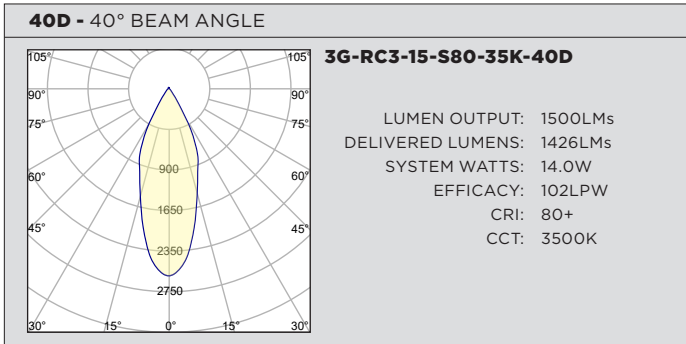 40D - 40° BEAM ANGLE
3G-RC3-15-S80-35K-40D
LUMEN OUTPUT: 1500LMs
DELIVERED LUMENS: 1426LMs
SYSTEM WATTS: 14.0W
EFFICACY: 102LPW
CRI: 80+
CCT: 3500K
105° 105°
90° 90°
75° 75°
900
60° 60°
1650
45° 45°
2350
2750
30° 15° 0° 15° 30°